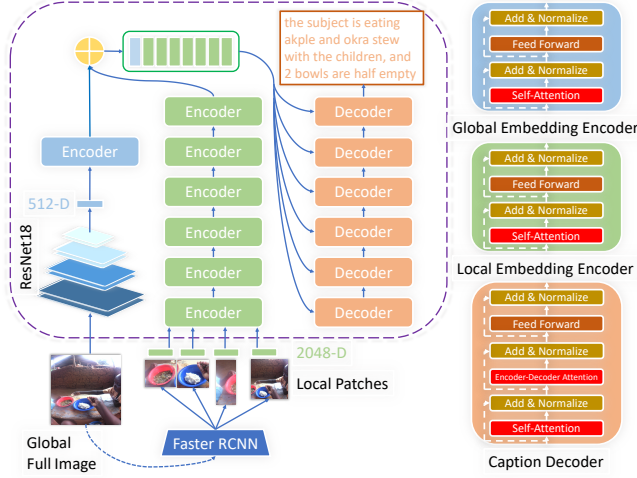 the subject is eating
akple and okra stew
with the children, and
2 bowls are half empty
Encoder
512-D
ResNet18
Encoder
Encoder
Encoder
Encoder
Encoder
Encoder
Decoder
Decoder
Decoder
Decoder
Decoder
Decoder
2048-D
Local Patches
Faster RCNN
Global
Full Image
Add & Normalize
Feed Forward
Add & Normalize
Self-Attention
Global Embedding Encoder
Add & Normalize
Feed Forward
Add & Normalize
Self-Attention
Local Embedding Encoder
Add & Normalize
Feed Forward
Add & Normalize
Encoder-Decoder Attention
Add & Normalize
Self-Attention
Caption Decoder